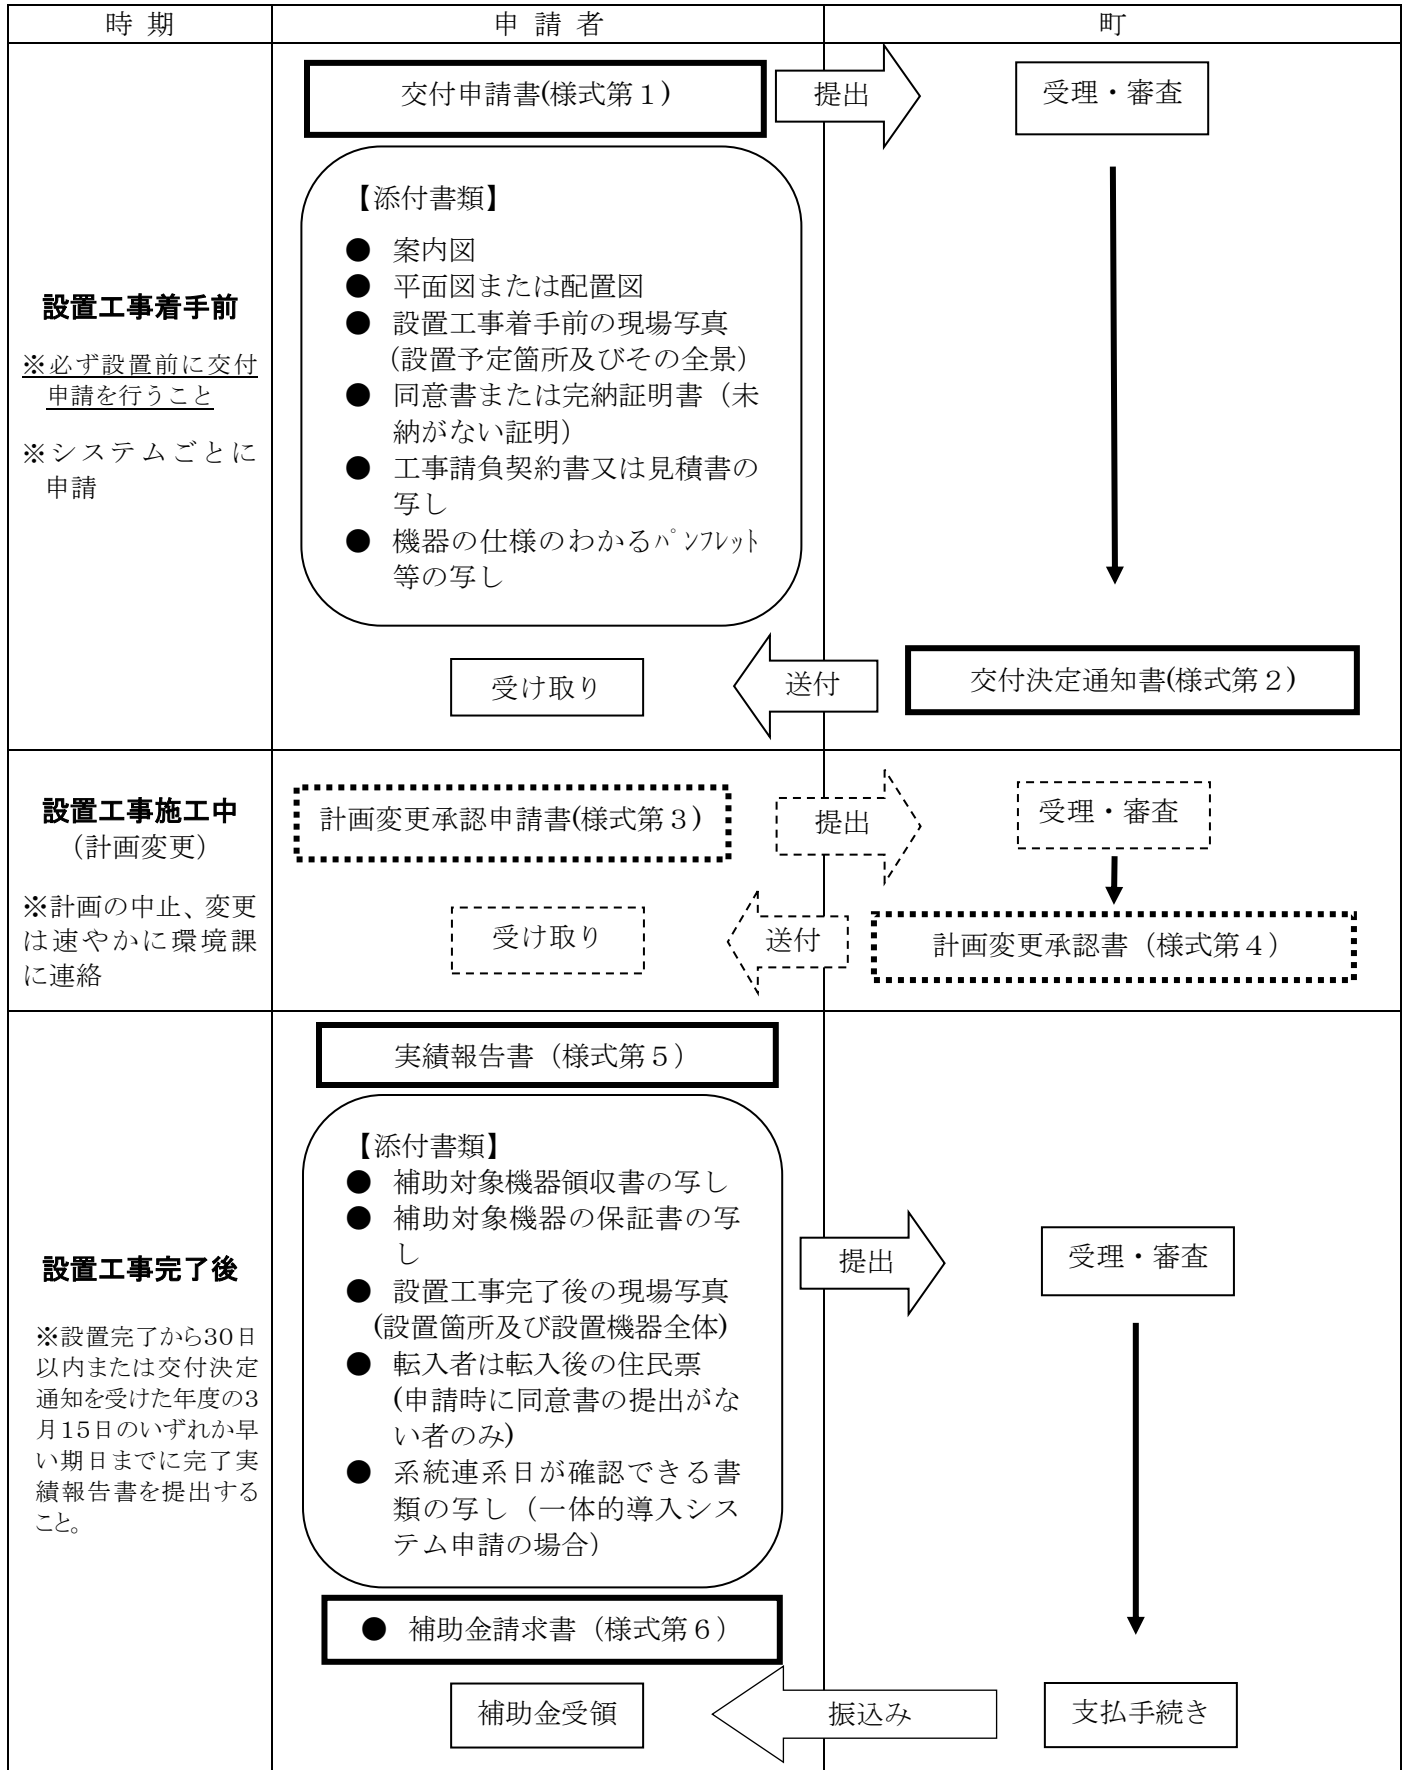 時 期
申 請 者
町
設置工事着手前
※必ず設置前に交付
申請を行うこと
※システムごとに
申請
交付申請書(様式第１)
提出
受理・審査
【添付書類】
● 案内図
● 平面図または配置図
● 設置工事着手前の現場写真
(設置予定箇所及びその全景）
● 同意書または完納証明書（未
納がない証明）
● 工事請負契約書又は見積書の
写し
● 機器の仕様のわかるﾊﾟﾝﾌﾚｯﾄ
等の写し
受け取り
送付
交付決定通知書(様式第２)
設置工事施工中
（計画変更）
※計画の中止、変更
は速やかに環境課
に連絡
計画変更承認申請書(様式第３)
提出
受理・審査
受け取り
送付
計画変更承認書（様式第４）
設置工事完了後
※設置完了から30日
以内または交付決定
通知を受けた年度の3
月15日のいずれか早
い期日までに完了実
績報告書を提出する
こと。
実績報告書（様式第５）
【添付書類】
● 補助対象機器領収書の写し
● 補助対象機器の保証書の写
し
● 設置工事完了後の現場写真
(設置箇所及び設置機器全体)
● 転入者は転入後の住民票
(申請時に同意書の提出がな
い者のみ)
● 系統連系日が確認できる書
類の写し（一体的導入シス
テム申請の場合）
提出
受理・審査
● 補助金請求書（様式第６）
補助金受領
振込み
支払手続き